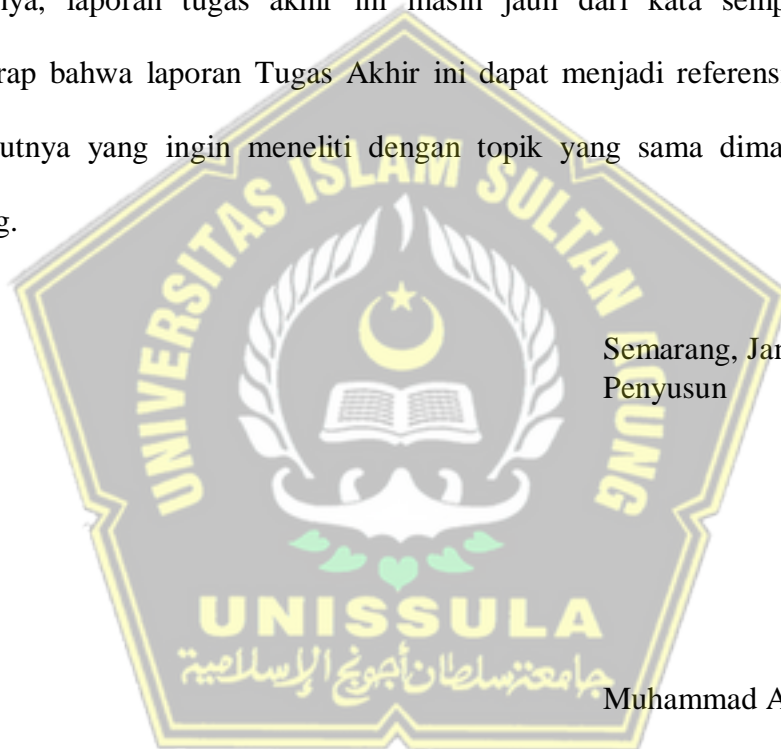 nya, laporan tugas akhir ini masih jauh dari kata semp
rap bahwa laporan Tugas Akhir ini dapat menjadi referens
utnya yang ingin meneliti dengan topik yang sama dima
g.
UNIVERSITAS ISLAM SULTAN AGUNG
Semarang, Jar
Penyusun
UNISSULA
جامعة سلطان أجونج الإسلامية
Muhammad A